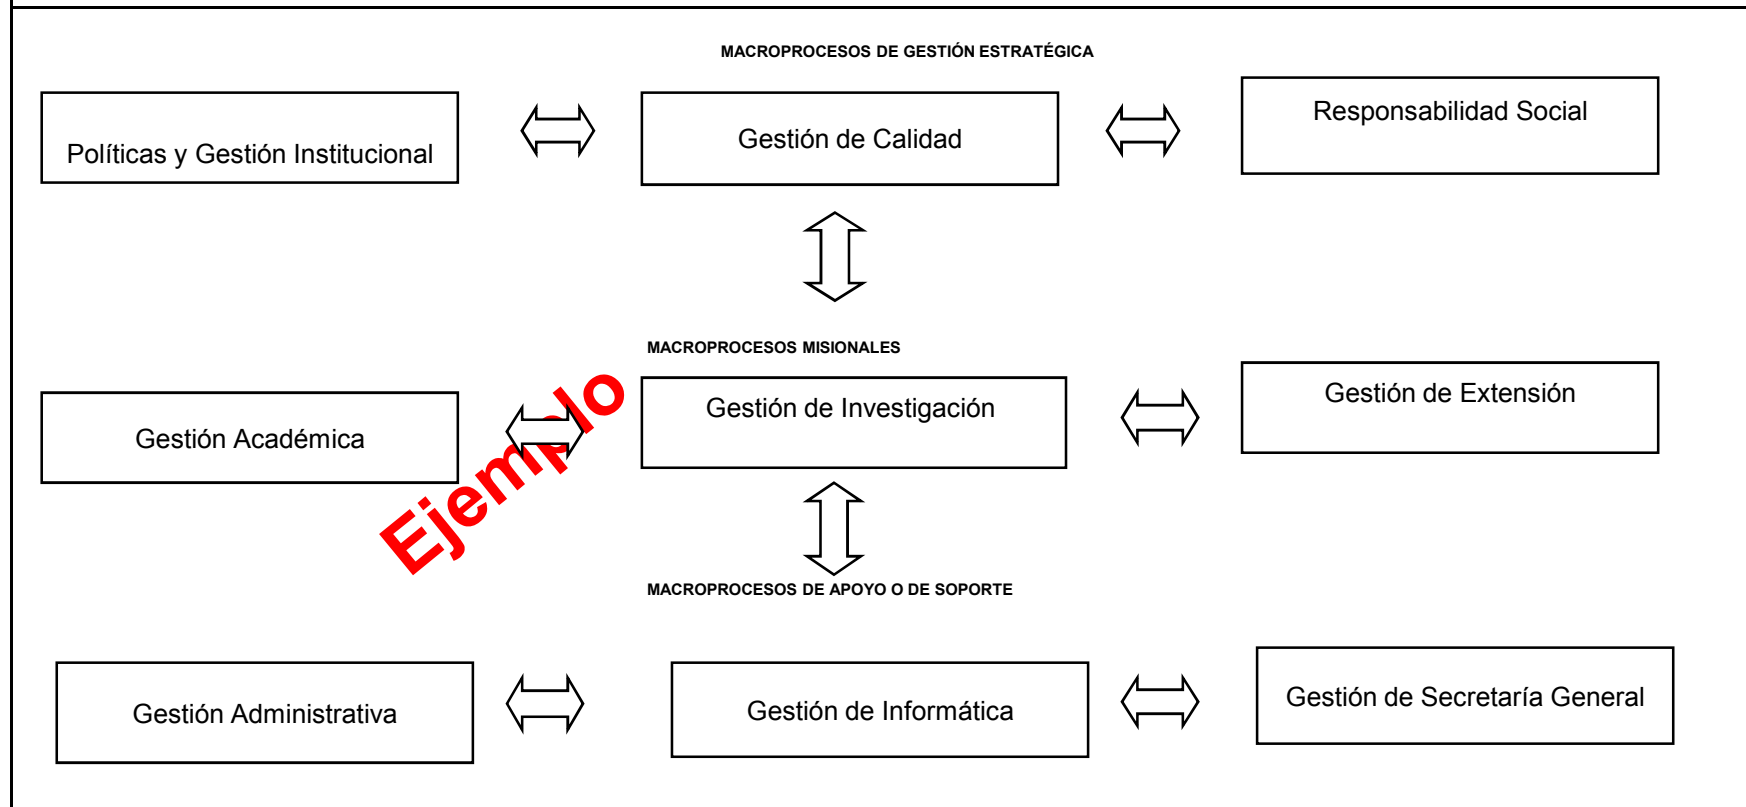 MACROPROCESOS DE GESTIÓN ESTRATÉGICA
Políticas y Gestión Institucional
Gestión de Calidad
Responsabilidad Social
MACROPROCESOS MISIONALES
Gestión Académica
Gestión de Investigación
Gestión de Extensión
Ejemplo
MACROPROCESOS DE APOYO O DE SOPORTE
Gestión Administrativa
Gestión de Informática
Gestión de Secretaría General